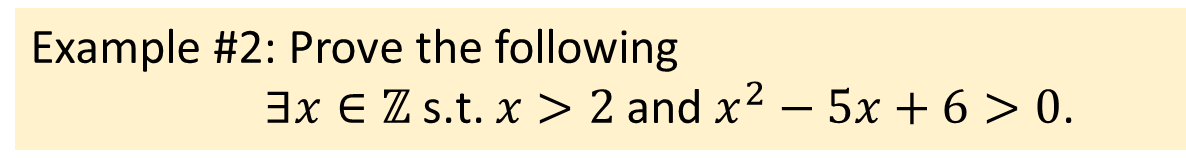 Example #2: Prove the following
∃𝑥 ∈ ℤ s.t. 𝑥 > 2 and 𝑥² − 5𝑥 + 6 > 0.